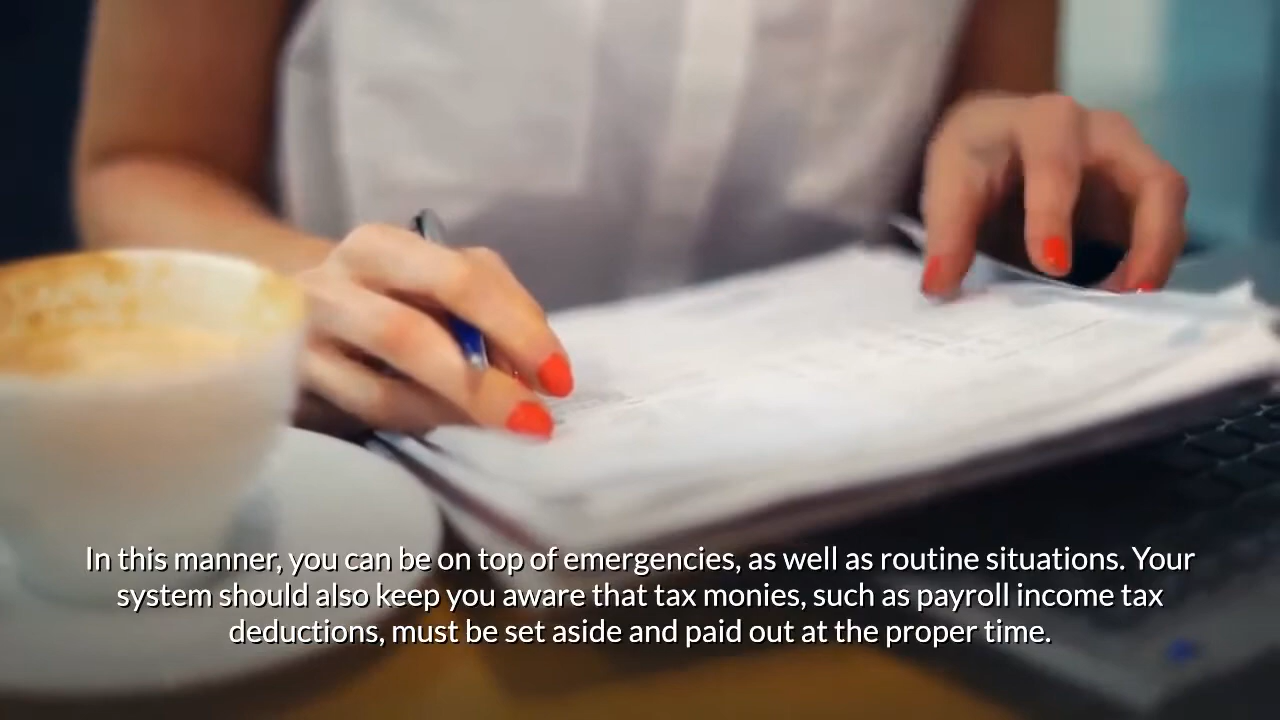 In this manner, you can be on top of emergencies, as well as routine situations. Your
system should also keep you aware that tax monies, such as payroll income tax
deductions, must be set aside and paid out at the proper time.